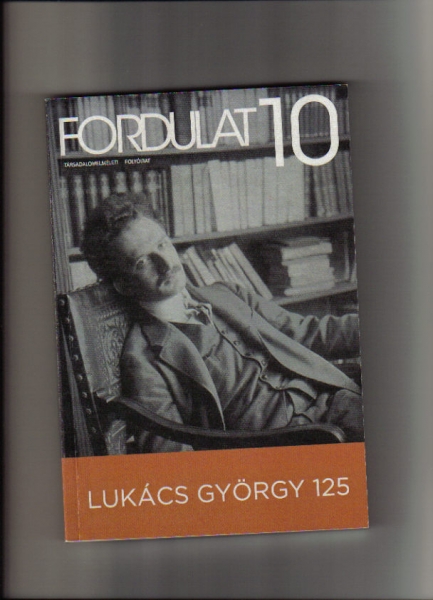 FORDULAT 10
TÁRSADALOMELMÉLETI FOLYÓIRAT
LUKÁCS GYÖRGY 125